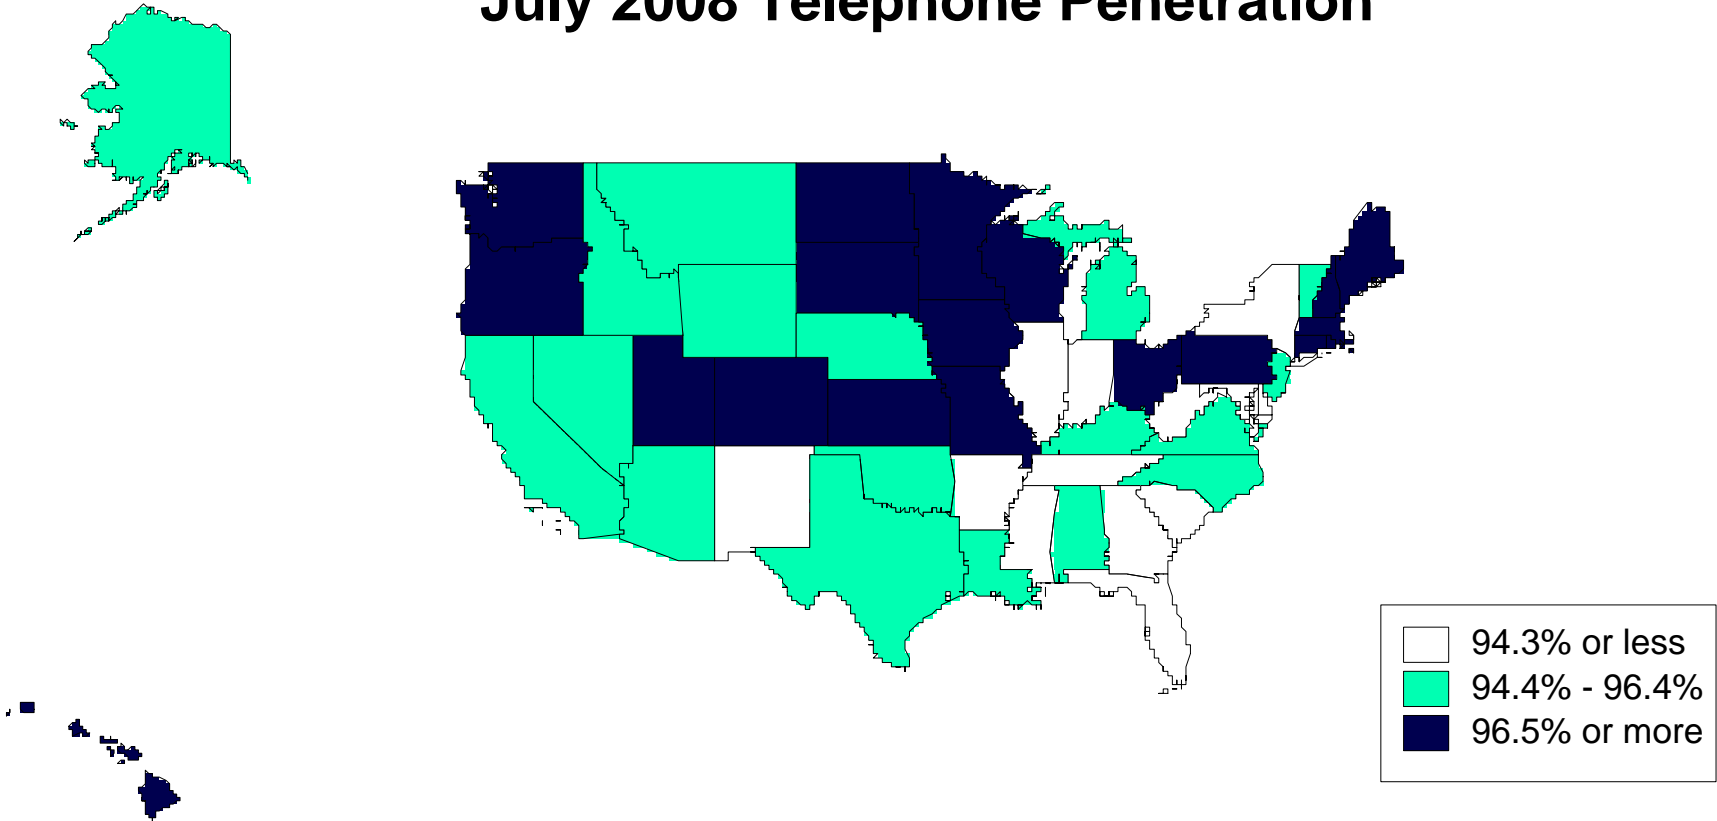 July 2008 Telephone Penetration
94.3% or less
94.4% - 96.4%
96.5% or more